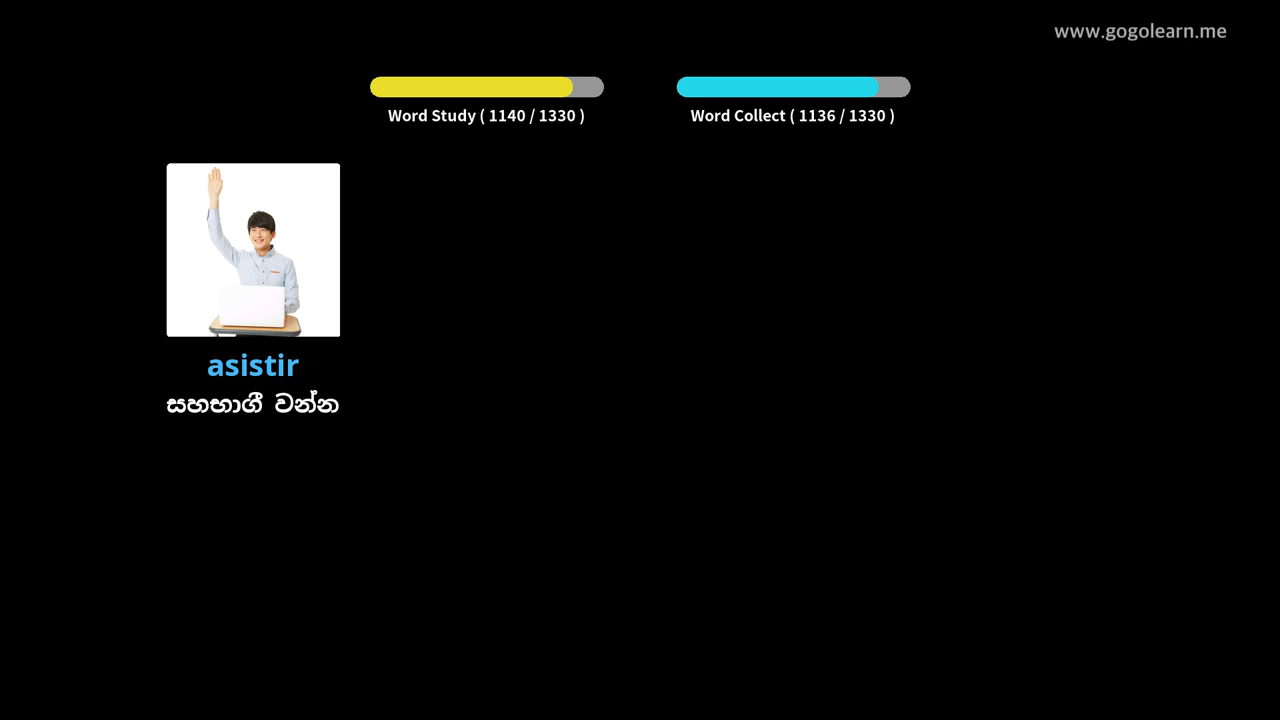 www.gogolearn.me
Word Study ( 1140 / 1330 )
Word Collect ( 1136 / 1330 )
asistir
සහභාගී වන්න